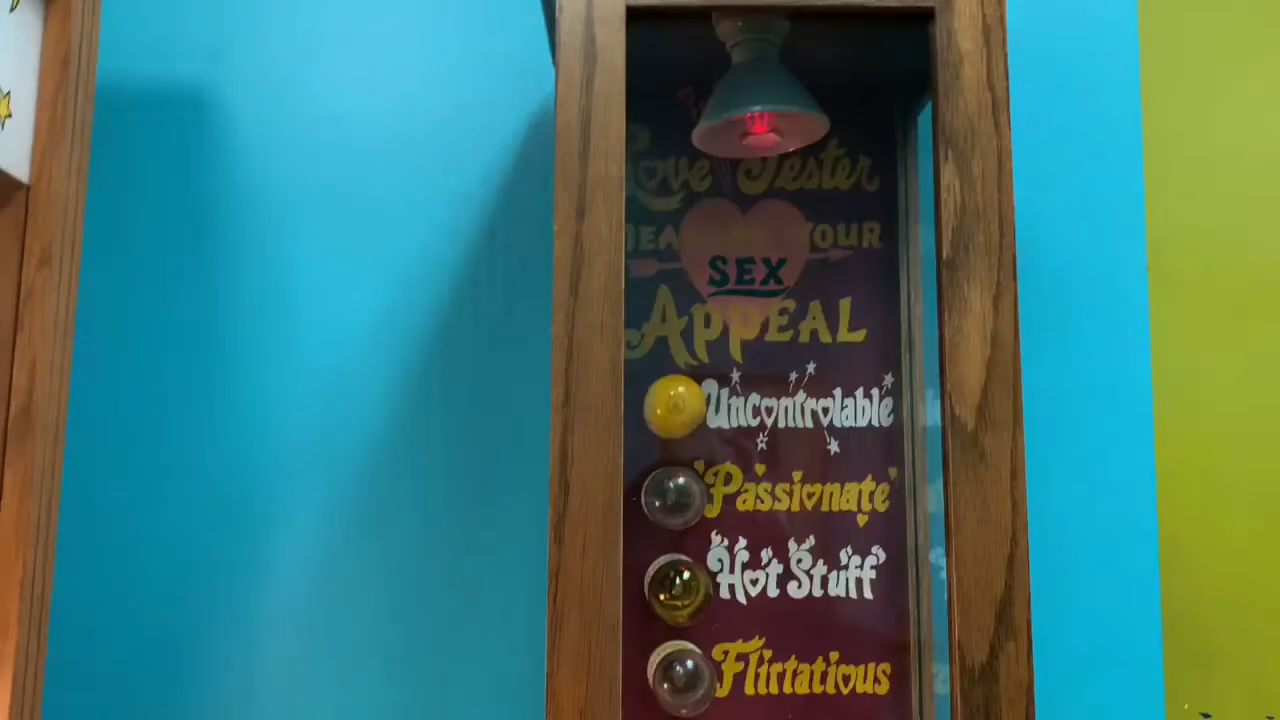 Love Tester
YOUR
SEX
APPEAL
Uncontrolable
Passionate
Hot Stuff
Flirtatious